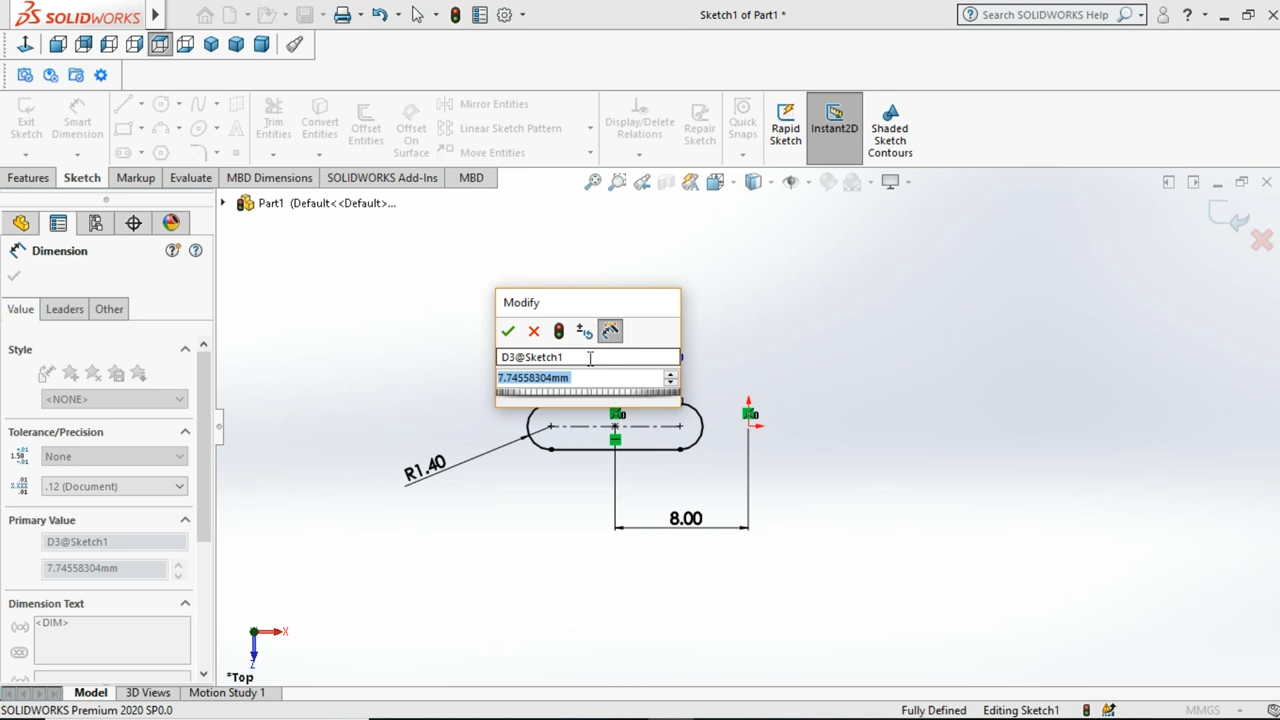 SOLIDWORKS
Sketch1 of Part1 *
Search SOLIDWORKS Help
?
Exit Sketch
Smart Dimension
Trim Entities
Convert Entities
Offset Entities
Offset On Surface
Mirror Entities
Linear Sketch Pattern
Move Entities
Display/Delete Relations
Repair Sketch
Quick Snaps
Rapid Sketch
Instant2D
Shaded Sketch Contours
Features
Sketch
Markup
Evaluate
MBD Dimensions
SOLIDWORKS Add-Ins
MBD
Part1 (Default<<Default>...
Dimension
Value
Leaders
Other
Style
<NONE>
Tolerance/Precision
None
.12 (Document)
Primary Value
D3@Sketch1
7.74558304mm
Dimension Text
<DIM>
Modify
D3@Sketch1
7.74558304mm
R1.40
8.00
X
Z
*Top
Model
3D Views
Motion Study 1
SOLIDWORKS Premium 2020 SP0.0
Fully Defined
Editing Sketch1
MMGS